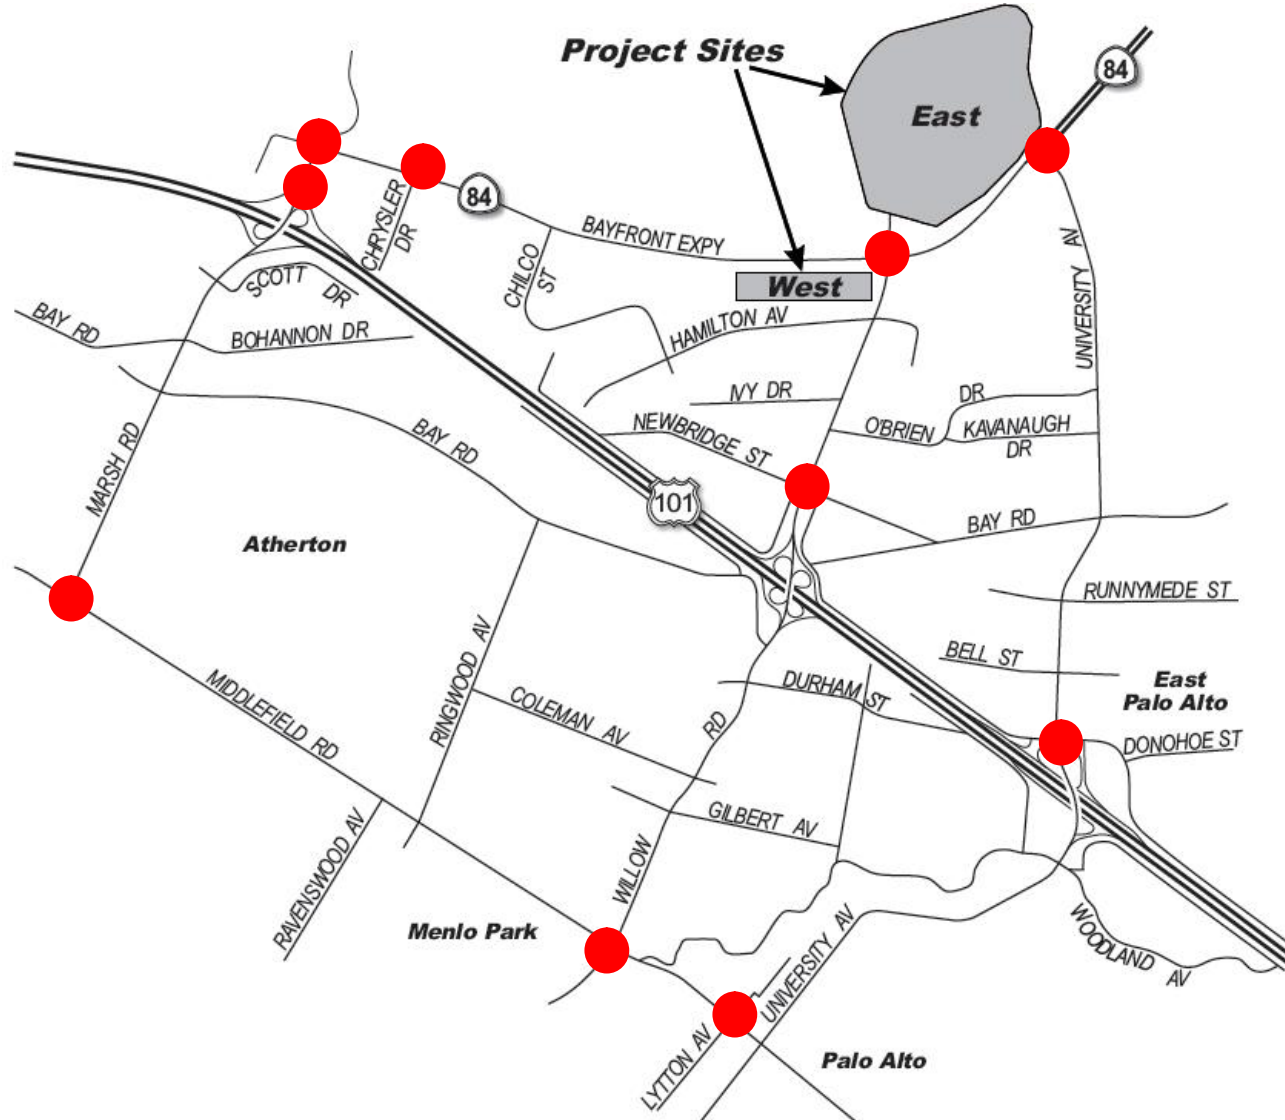 Project Sites
East
84
84
CHRYSLER
DR
BAYFRONT EXPY
UNIVERSITY AV
CHILCO
ST
West
SCOTT DR
BAY RD
BOHANNON DR
HAMILTON AV
IVY DR
DR
NEWBRIDGE ST
O'BRIEN
KAVANAUGH
DR
MARSH RD
BAY RD
101
BAY RD
Atherton
RUNNYMEDE ST
BELL ST
MIDDLEFIELD RD
RINGWOOD AV
COLEMAN AV
DURHAM ST
East
Palo Alto
DONOHOE ST
WILLOW RD
GILBERT AV
RAVENSWOOD AV
Menlo Park
UNIVERSITY AV
WOODLAND AV
LYTTON AV
Palo Alto